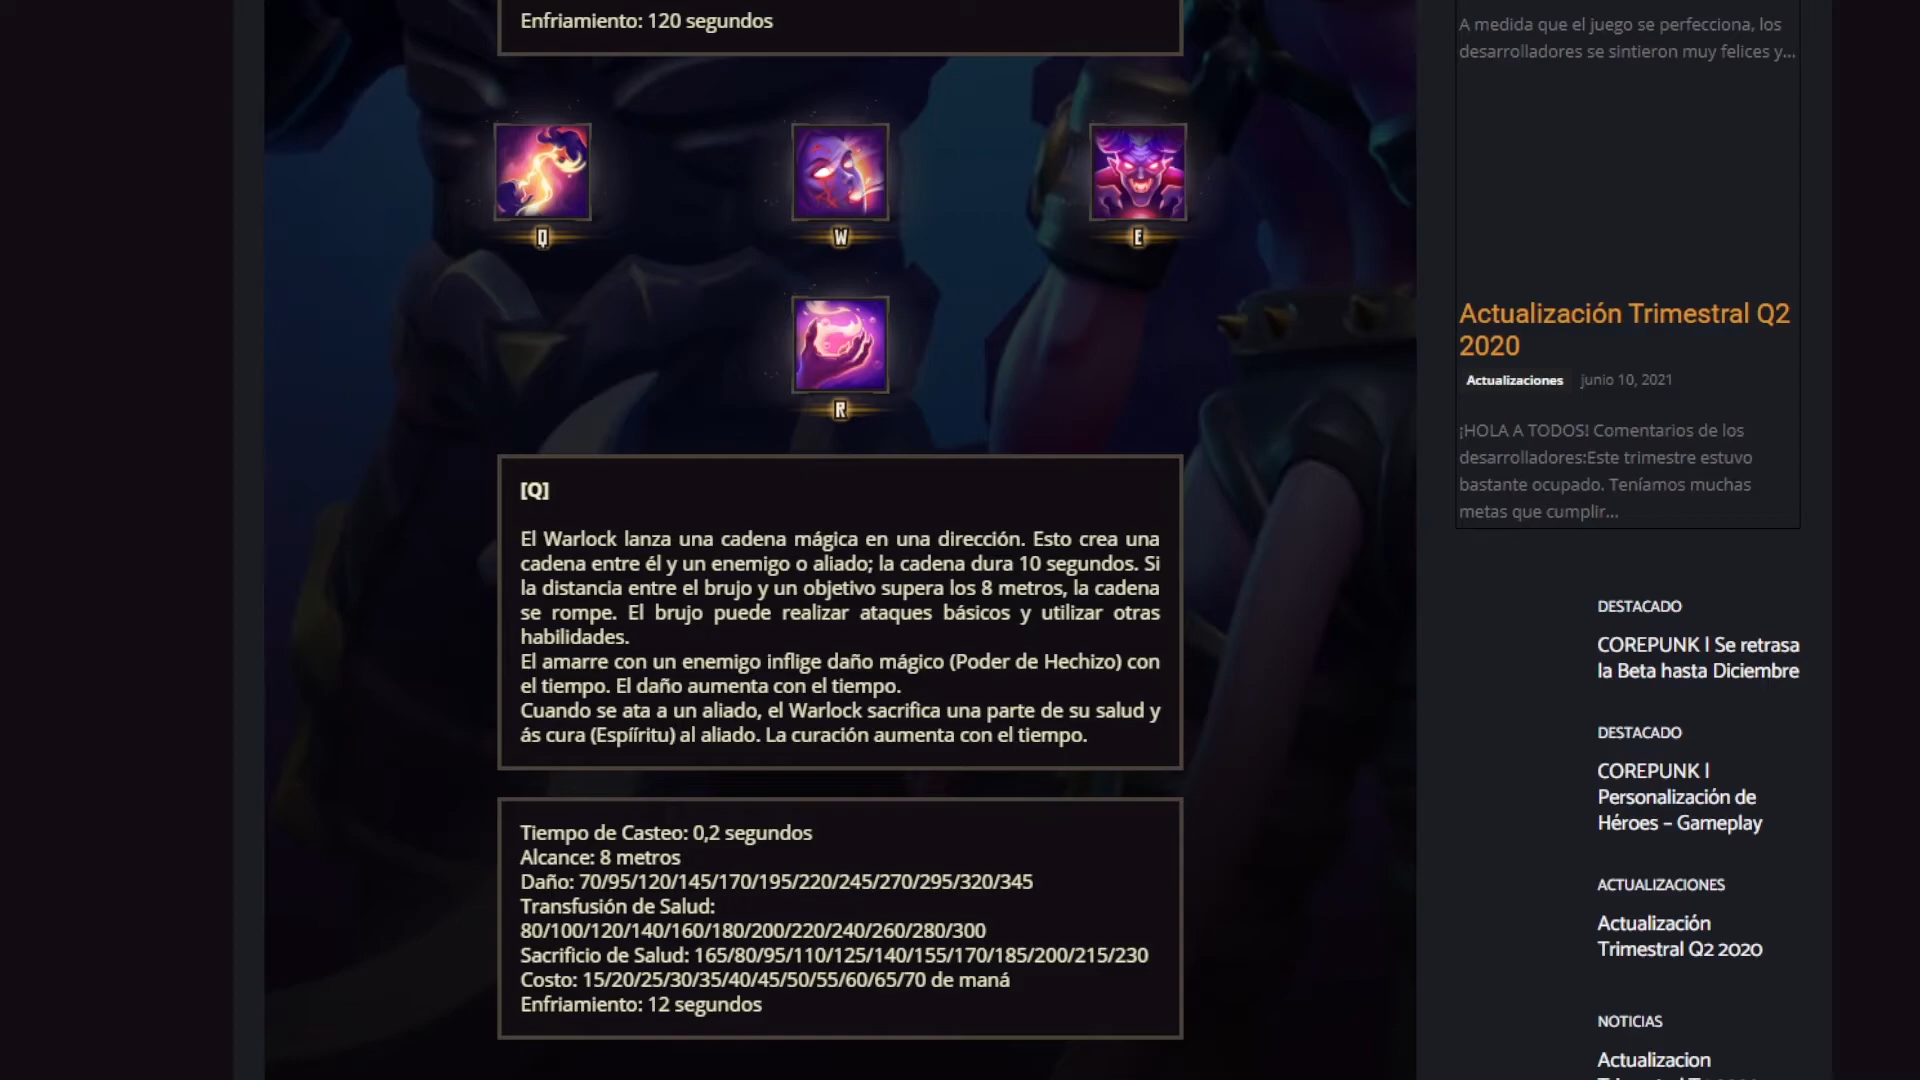 Enfriamiento: 120 segundos
Q
W
E
R
[Q]
El Warlock lanza una cadena mágica en una dirección. Esto crea una
cadena entre él y un enemigo o aliado; la cadena dura 10 segundos. Si
la distancia entre el brujo y un objetivo supera los 8 metros, la cadena
se rompe. El brujo puede realizar ataques básicos y utilizar otras
habilidades.
El amarre con un enemigo inflige daño mágico (Poder de Hechizo) con
el tiempo. El daño aumenta con el tiempo.
Cuando se ata a un aliado, el Warlock sacrifica una parte de su salud y
ás cura (Espííritu) al aliado. La curación aumenta con el tiempo.
Tiempo de Casteo: 0,2 segundos
Alcance: 8 metros
Daño: 70/95/120/145/170/195/220/245/270/295/320/345
Transfusión de Salud:
80/100/120/140/160/180/200/220/240/260/280/300
Sacrificio de Salud: 165/80/95/110/125/140/155/170/185/200/215/230
Costo: 15/20/25/30/35/40/45/50/55/60/65/70 de maná
Enfriamiento: 12 segundos
A medida que el juego se perfecciona, los
desarrolladores se sintieron muy felices y...
Actualización Trimestral Q2
2020
Actualizaciones junio 10, 2021
¡HOLA A TODOS! Comentarios de los
desarrolladores:Este trimestre estuvo
bastante ocupado. Teníamos muchas
metas que cumplir...
DESTACADO
COREPUNK | Se retrasa
la Beta hasta Diciembre
DESTACADO
COREPUNK |
Personalización de
Héroes – Gameplay
ACTUALIZACIONES
Actualización
Trimestral Q2 2020
NOTICIAS
Actualizacion